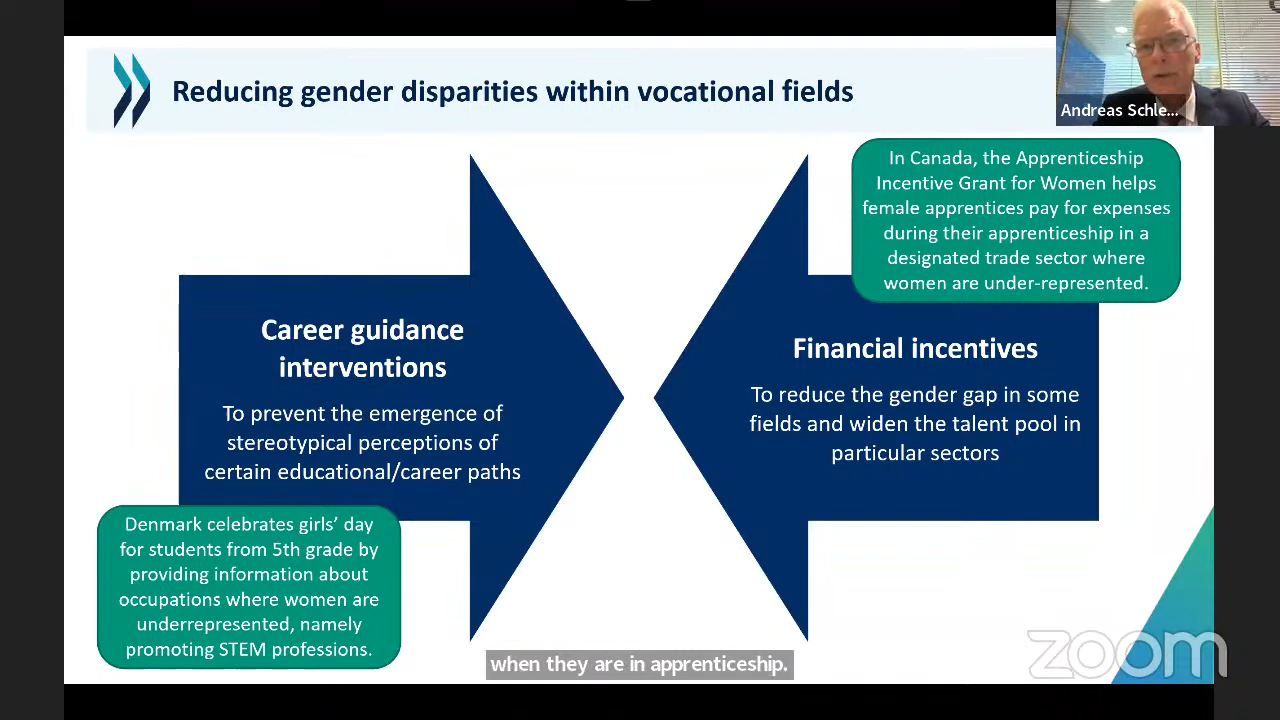 Reducing gender disparities within vocational fields
Andreas Schle...
In Canada, the Apprenticeship
Incentive Grant for Women helps
female apprentices pay for expenses
during their apprenticeship in a
designated trade sector where
women are under-represented.
Career guidance
interventions
To prevent the emergence of
stereotypical perceptions of
certain educational/career paths
Financial incentives
To reduce the gender gap in some
fields and widen the talent pool in
particular sectors
Denmark celebrates girls’ day
for students from 5th grade by
providing information about
occupations where women are
underrepresented, namely
promoting STEM professions.
when they are in apprenticeship.
zoom